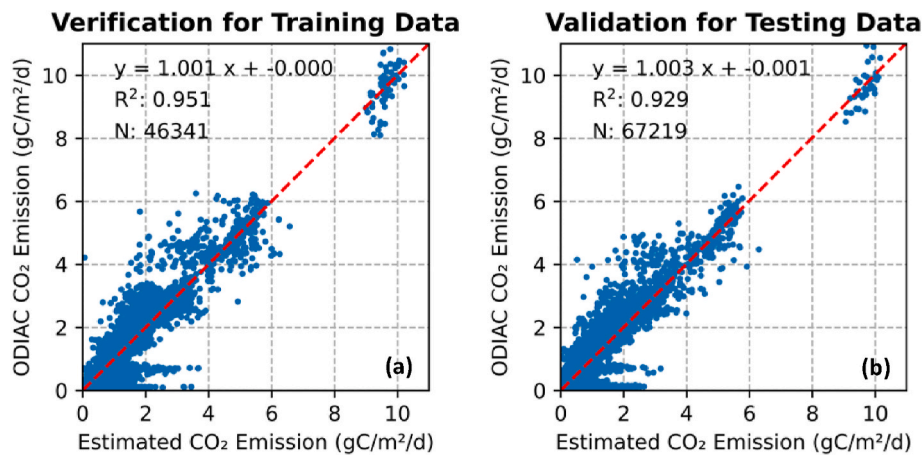 Verification for Training Data
y = 1.001 x + -0.000
R²: 0.951
N: 46341
10
8
6
4
2
0
0 2 4 6 8 10
ODIAC CO₂ Emission (gC/m²/d)
Estimated CO₂ Emission (gC/m²/d)
(a)
Validation for Testing Data
y = 1.003 x + -0.001
R²: 0.929
N: 67219
10
8
6
4
2
0
0 2 4 6 8 10
ODIAC CO₂ Emission (gC/m²/d)
Estimated CO₂ Emission (gC/m²/d)
(b)